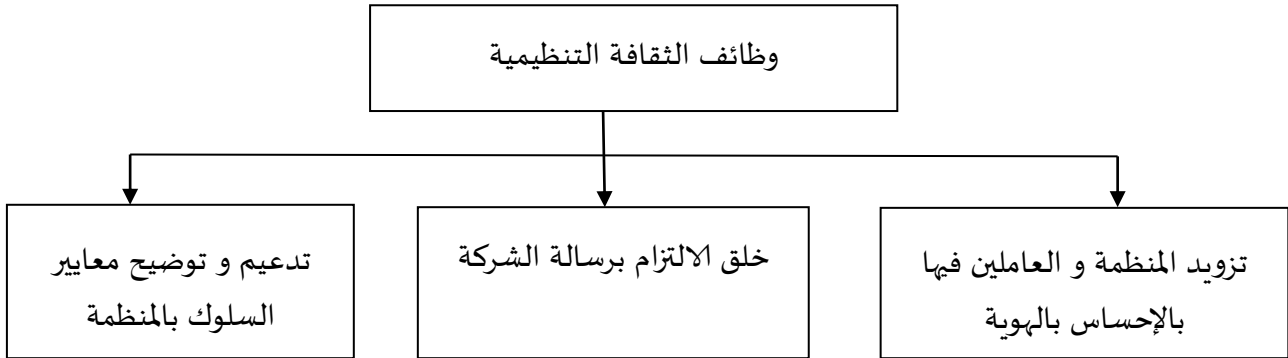 وظائف الثقافة التنظيمية
تزويد المنظمة و العاملين فيها
بالإحساس بالهوية
خلق الالتزام برسالة الشركة
تدعيم و توضيح معايير
السلوك بالمنظمة